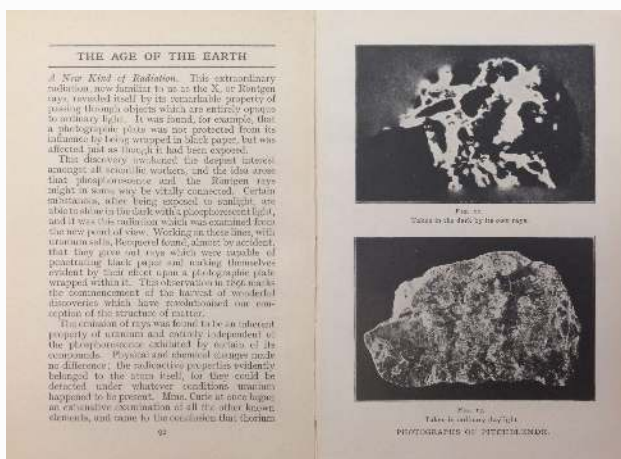 THE AGE OF THE EARTH
A New Kind of Radiation. This extraordinary
radiation, now familiar to us as the X, or Röntgen
rays, revealed itself by its remarkable property of
passing through objects which are entirely opaque
to ordinary light. It was found, for example, that
a photographic plate was not protected from its
influence by being wrapped in black paper, but was
affected just as though it had been exposed.
This discovery awakened the deepest interest
amongst all scientific workers, and the idea arose
that phosphorescence and the Röntgen rays
might in some way be vitally connected. Certain
substances, after being exposed to sunlight, are
able to shine in the dark with a phosphorescent light,
and it was this radiation which was examined from
the new point of view. Working on these lines, with
uranium salts, Becquerel found, almost by accident,
that they gave out rays which were capable of
penetrating black paper and making themselves
evident by their effect upon a photographic plate
wrapped within it. This observation in 1896 marks
the commencement of the harvest of wonderful
discoveries which have revolutionised our con-
ception of the structure of matter.
The emission of rays was found to be an inherent
property of uranium and entirely independent of
the phosphorescence exhibited by certain of its
compounds. Physical and chemical changes made
no difference; the radioactive properties evidently
belonged to the atom itself, for they could be
detected under whatever conditions uranium
happened to be present. Mme. Curie at once began
an exhaustive examination of all the other known
elements, and came to the conclusion that thorium
92
FIG.
Taken in the dark by its own rays.
FIG.
Taken in ordinary daylight.
PHOTOGRAPHS OF PITCHBLENDE.